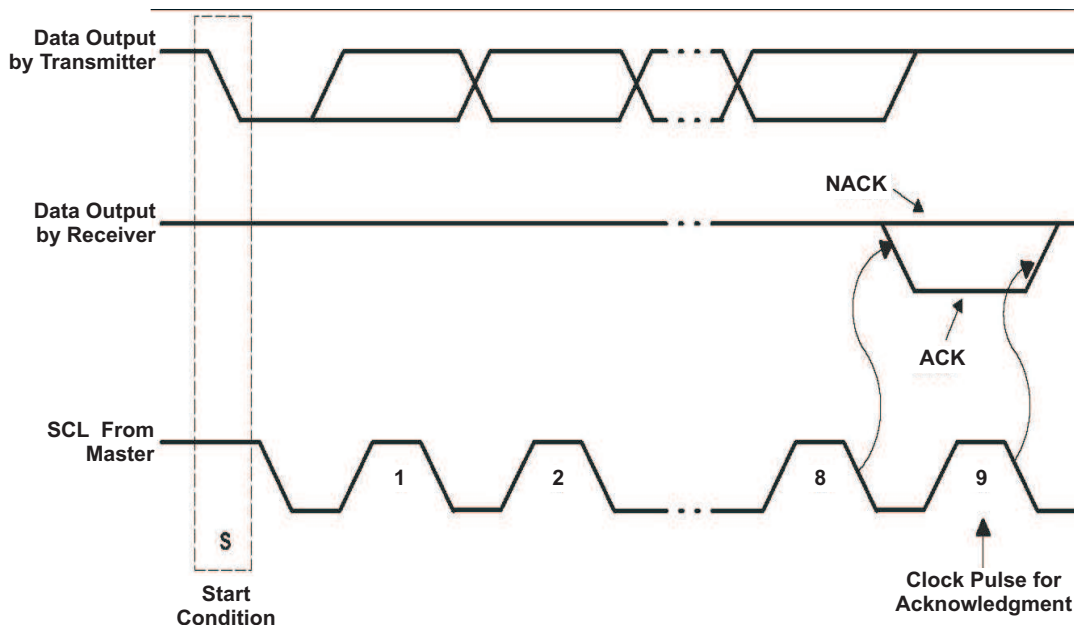 Data Output
by Transmitter
NACK
Data Output
by Receiver
ACK
SCL From
Master
1
2
8
9
S
Start
Condition
Clock Pulse for
Acknowledgment